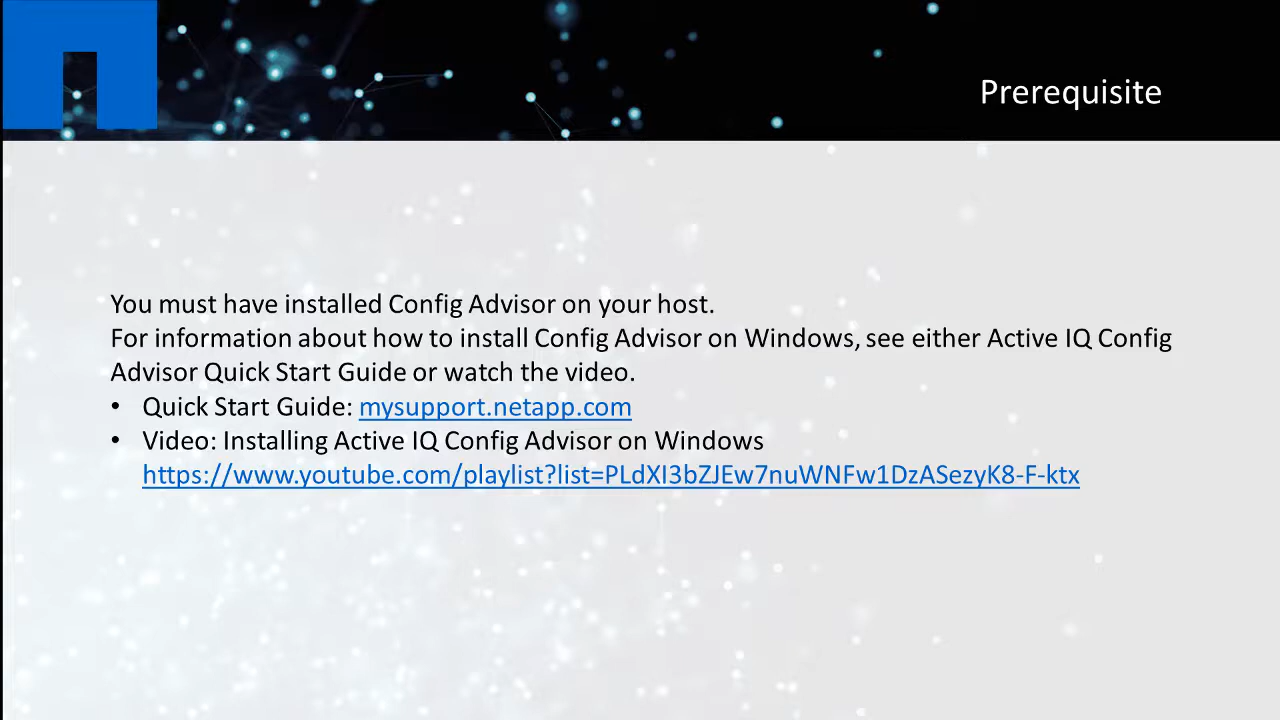 Prerequisite
You must have installed Config Advisor on your host.
For information about how to install Config Advisor on Windows, see either Active IQ Config
Advisor Quick Start Guide or watch the video.
• Quick Start Guide: mysupport.netapp.com
• Video: Installing Active IQ Config Advisor on Windows
https://www.youtube.com/playlist?list=PLdXI3bZJEw7nuWNFw1DzASezyK8-F-ktx